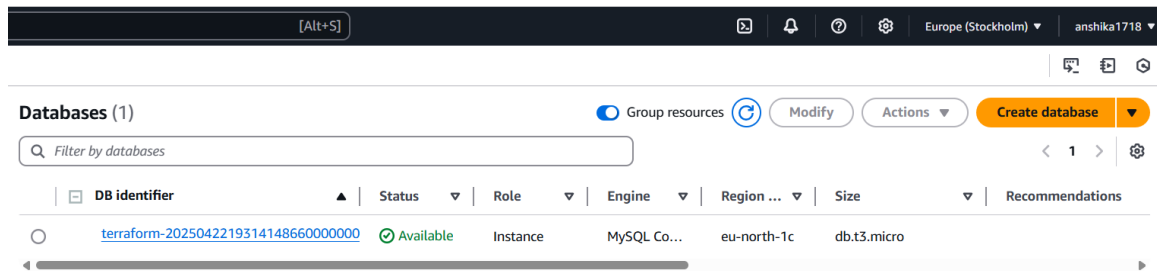 [Alt+S] Europe (Stockholm) anshika1718
Databases (1) Group resources Modify Actions Create database
Filter by databases 1
DB identifier Status Role Engine Region ... Size Recommendations
terraform-20250422193141486600000000 Available Instance MySQL Co... eu-north-1c db.t3.micro